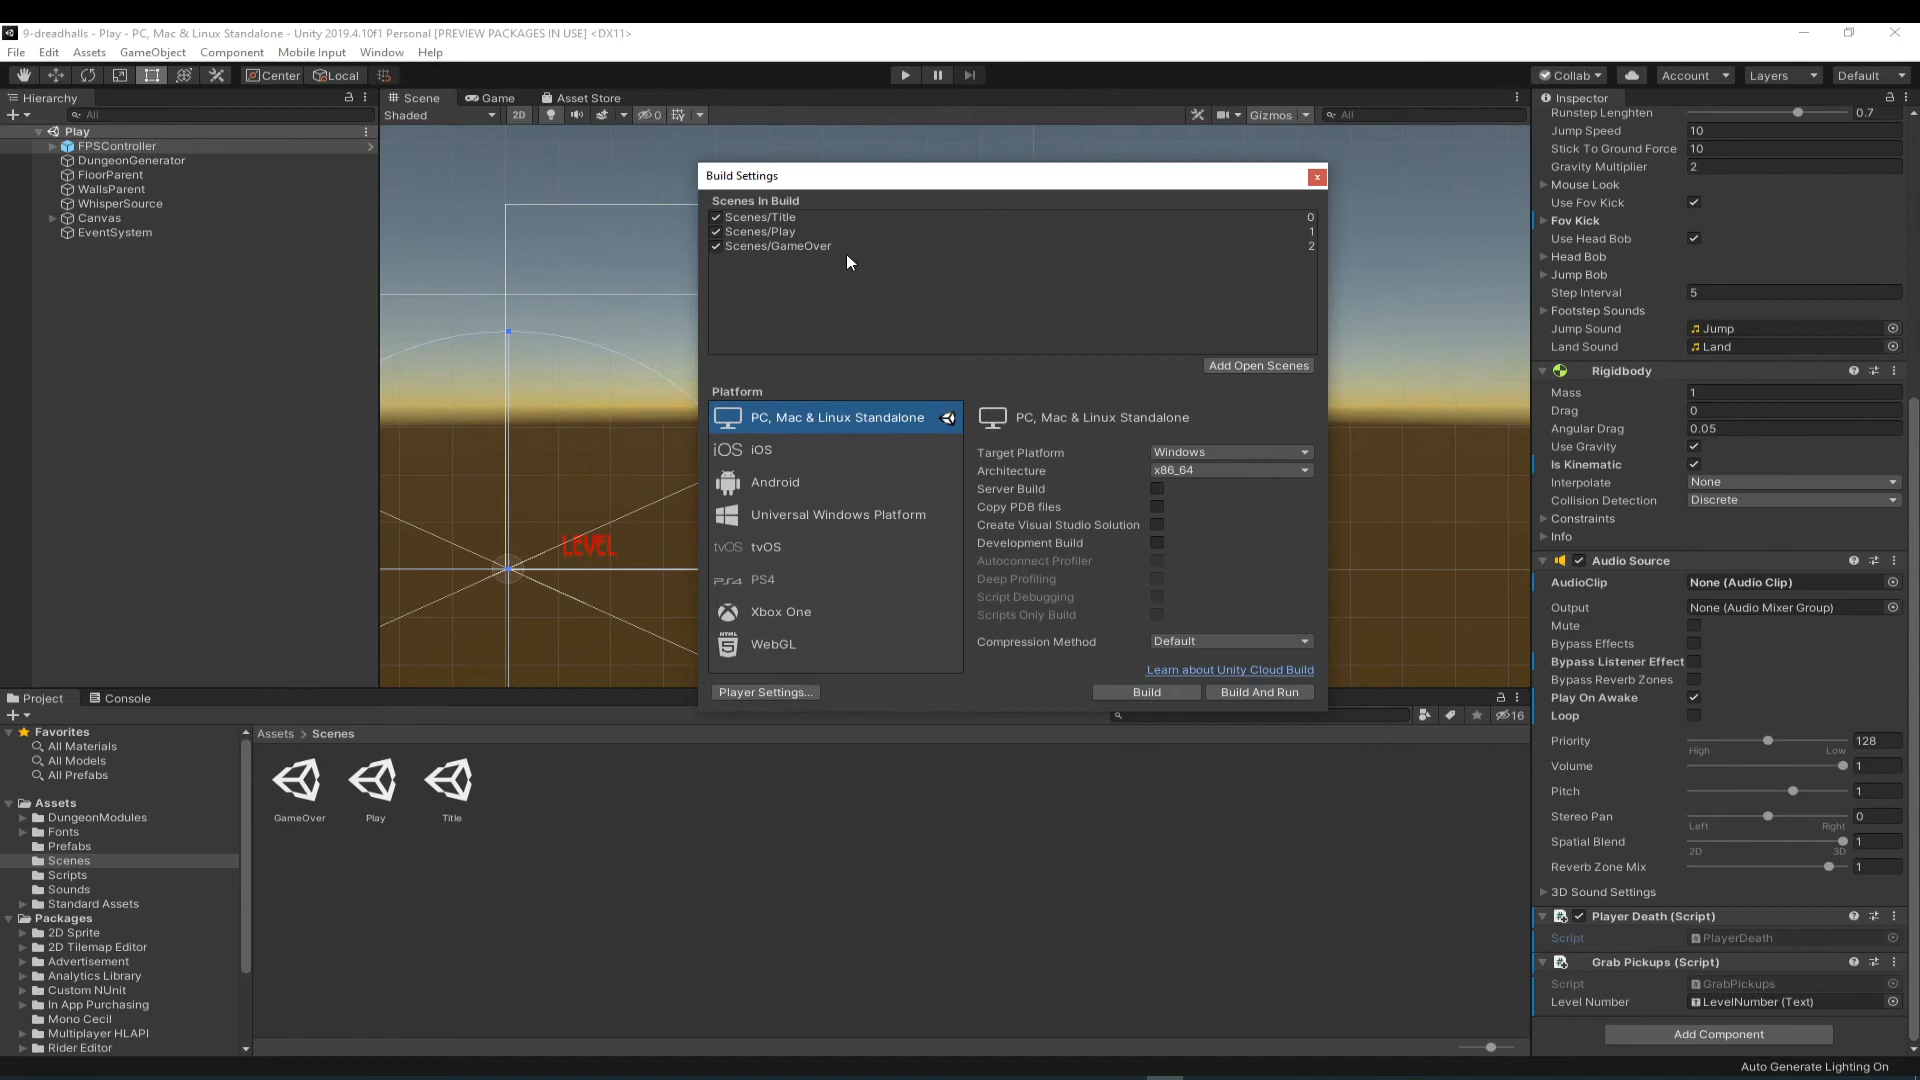 9-dreadhalls - Play - PC, Mac & Linux Standalone - Unity 2019.4.10f1 Personal [PREVIEW PACKAGES IN USE] <DX11>
File Edit Assets GameObject Component Mobile Input Window Help
Center Local Collab Account Layers Default
Hierarchy
All
Play
FPSController
DungeonGenerator
FloorParent
WallsParent
WhisperSource
Canvas
EventSystem
Scene Game Asset Store
Shaded 2D 0 Gizmos All
LEVEL
Build Settings
Scenes In Build
Scenes/Title 0
Scenes/Play 1
Scenes/GameOver 2
Add Open Scenes
Platform
PC, Mac & Linux Standalone
iOS iOS
Android
Universal Windows Platform
tvOS tvOS
PS4 PS4
Xbox One
HTML 5 WebGL
PC, Mac & Linux Standalone
Target Platform Windows
Architecture x86_64
Server Build
Copy PDB files
Create Visual Studio Solution
Development Build
Autoconnect Profiler
Deep Profiling
Script Debugging
Scripts Only Build
Compression Method Default
Learn about Unity Cloud Build
Player Settings... Build Build And Run
Inspector
Runstep Lenghten 0.7
Jump Speed 10
Stick To Ground Force 10
Gravity Multiplier 2
Mouse Look
Use Fov Kick
Fov Kick
Use Head Bob
Head Bob
Jump Bob
Step Interval 5
Footstep Sounds
Jump Sound Jump
Land Sound Land
Rigidbody
Mass 1
Drag 0
Angular Drag 0.05
Use Gravity
Is Kinematic
Interpolate None
Collision Detection Discrete
Constraints
Info
Audio Source
AudioClip None (Audio Clip)
Output None (Audio Mixer Group)
Mute
Bypass Effects
Bypass Listener Effect
Bypass Reverb Zones
Play On Awake
Loop
Priority 128
High Low
Volume 1
Pitch 1
Stereo Pan 0
Left Right
Spatial Blend 1
2D 3D
Reverb Zone Mix 1
3D Sound Settings
Player Death (Script)
Script PlayerDeath
Grab Pickups (Script)
Script GrabPickups
Level Number LevelNumber (Text)
Add Component
Project Console
16
Favorites
All Materials
All Models
All Prefabs
Assets
DungeonModules
Fonts
Prefabs
Scenes
Scripts
Sounds
Standard Assets
Packages
2D Sprite
2D Tilemap Editor
Advertisement
Analytics Library
Custom NUnit
In App Purchasing
Mono Cecil
Multiplayer HLAPI
Rider Editor
Assets > Scenes
GameOver Play Title
Auto Generate Lighting On